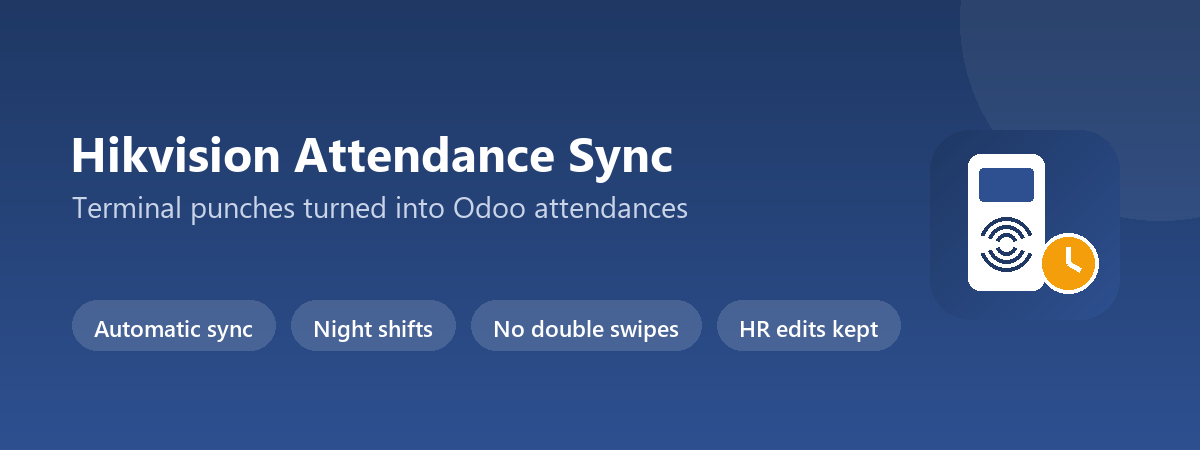 Hikvision Attendance Sync
Terminal punches turned into Odoo attendances
Automatic sync
Night shifts
No double swipes
HR edits kept